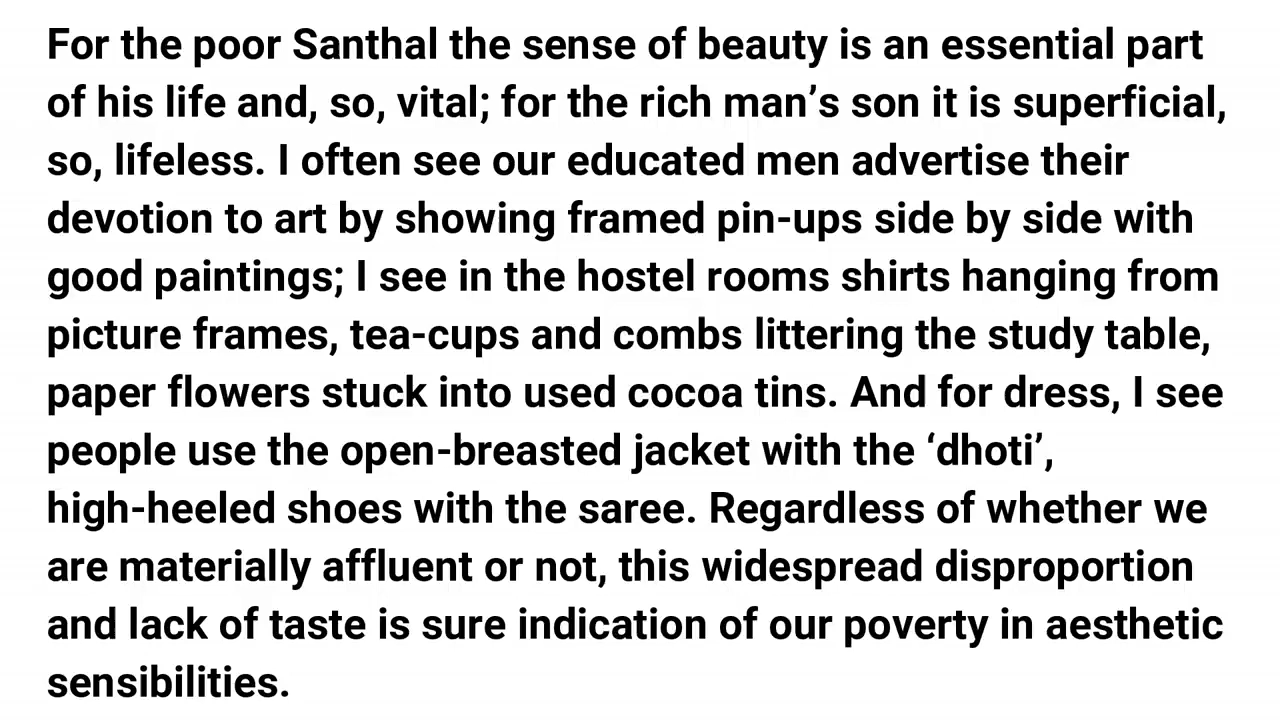 For the poor Santhal the sense of beauty is an essential part
of his life and, so, vital; for the rich man’s son it is superficial,
so, lifeless. I often see our educated men advertise their
devotion to art by showing framed pin-ups side by side with
good paintings; I see in the hostel rooms shirts hanging from
picture frames, tea-cups and combs littering the study table,
paper flowers stuck into used cocoa tins. And for dress, I see
people use the open-breasted jacket with the ‘dhoti’,
high-heeled shoes with the saree. Regardless of whether we
are materially affluent or not, this widespread disproportion
and lack of taste is sure indication of our poverty in aesthetic
sensibilities.